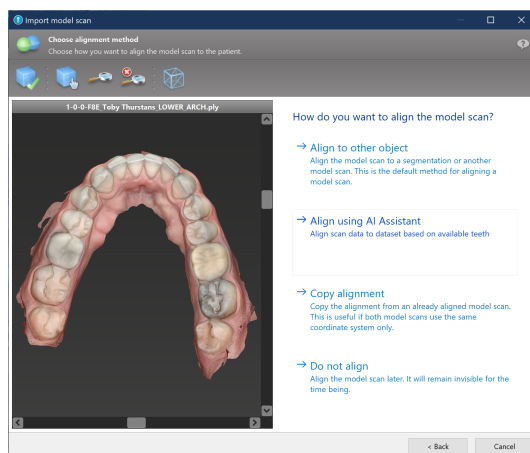 Import model scan
Choose alignment method
Choose how you want to align the model scan to the patient.
1-0-0-F8E_Toby Thurstans_LOWER_ARCH.ply
How do you want to align the model scan?
Align to other object
Align the model scan to a segmentation or another
model scan. This is the default method for aligning a
model scan.
Align using AI Assistant
Align scan data to dataset based on available teeth
Copy alignment
Copy the alignment from an already aligned model scan.
This is useful if both model scans use the same
coordinate system only.
Do not align
Align the model scan later. It will remain invisible for the
time being.
< Back
Cancel